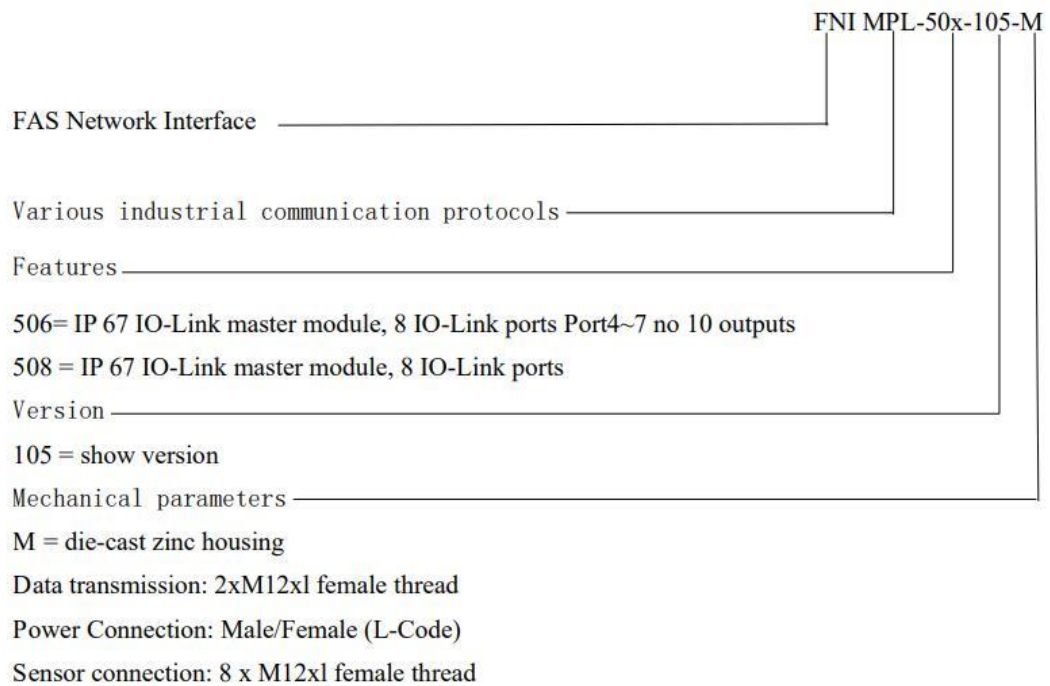 FNI MPL-50x-105-M
FAS Network Interface
Various industrial communication protocols
Features
506= IP 67 IO-Link master module, 8 IO-Link ports Port4~7 no 10 outputs
508 = IP 67 IO-Link master module, 8 IO-Link ports
Version
105 = show version
Mechanical parameters
M = die-cast zinc housing
Data transmission: 2xM12xl female thread
Power Connection: Male/Female (L-Code)
Sensor connection: 8 x M12xl female thread